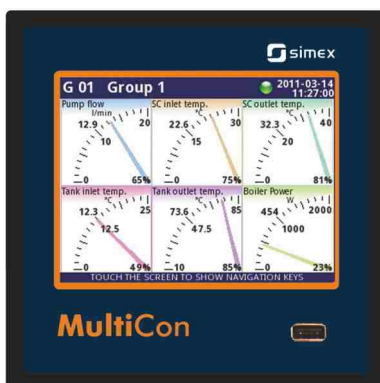 simex
G 01 Group 1
2011-03-14
11:27:00
Pump flow
l/min
12.9
20
10
0
65%
SC inlet temp.
°C
22.6
30
15
0
75%
SC outlet temp.
°C
32.3
40
20
0
81%
Tank inlet temp.
°C
12.3
25
12.5
0
49%
Tank outlet temp.
°C
73.6
85
47.5
10
85%
Boiler Power
W
454
2000
1000
0
23%
TOUCH THE SCREEN TO SHOW NAVIGATION KEYS
MultiCon